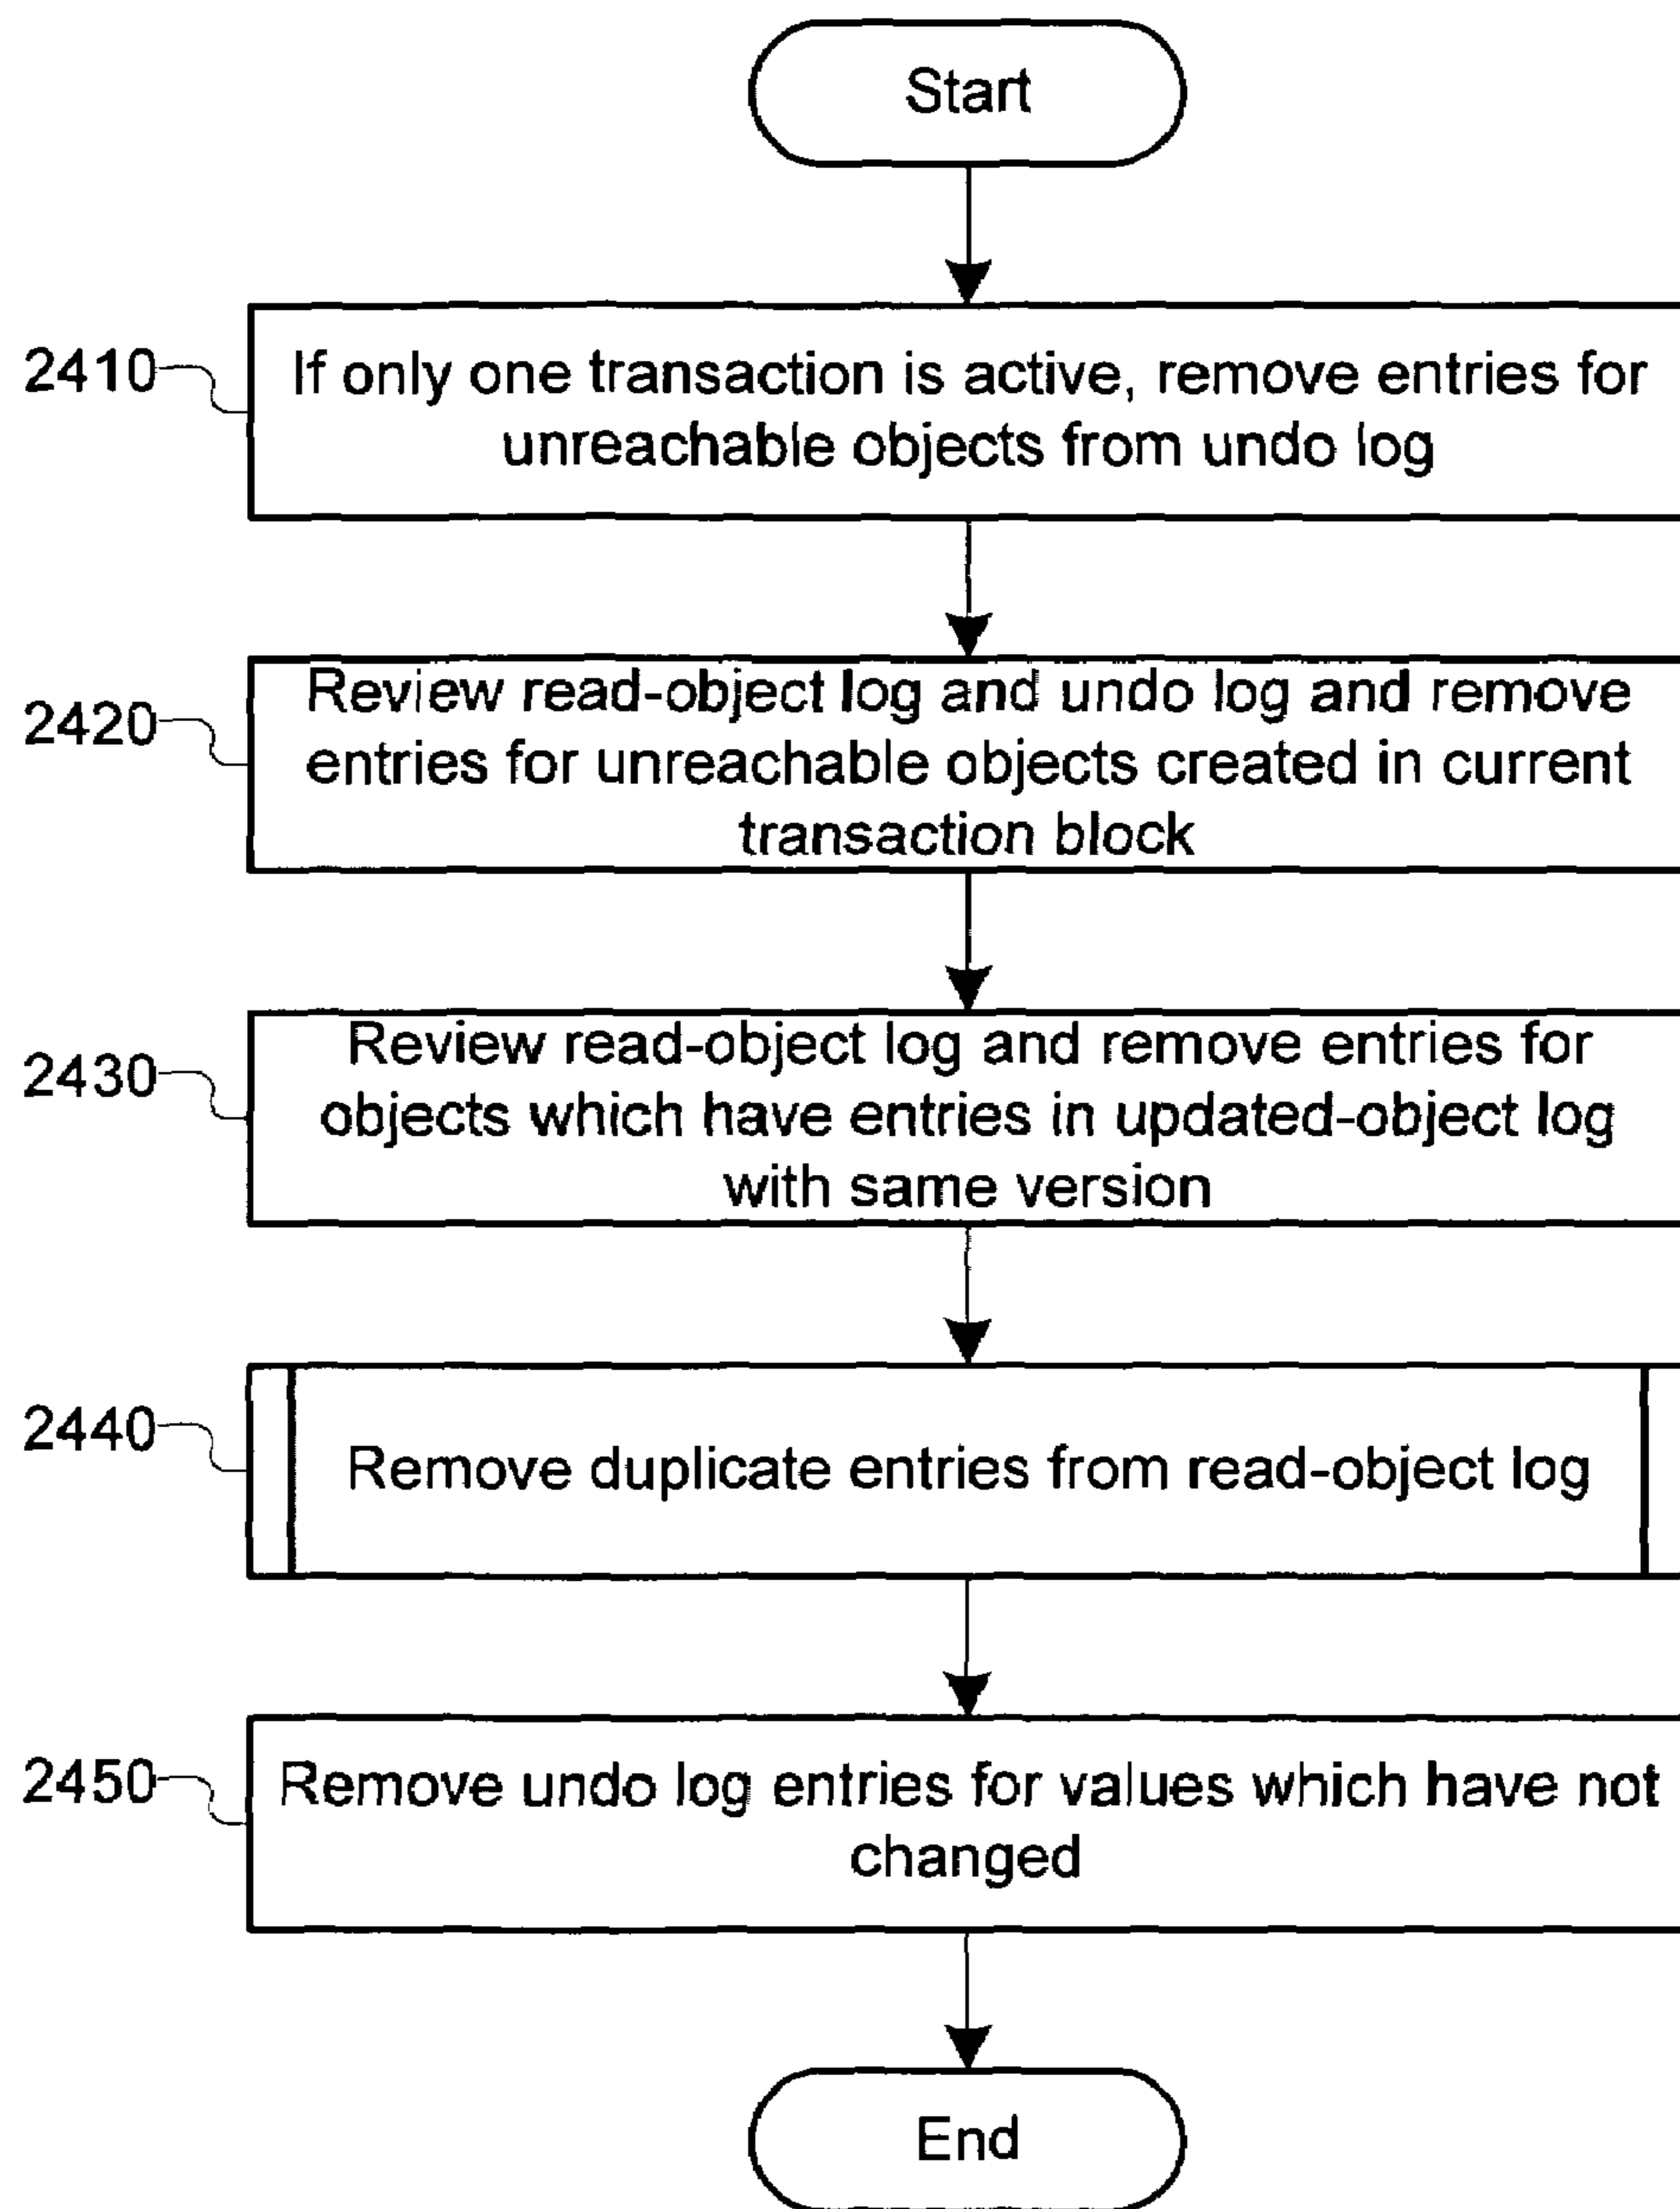 Start
2410
If only one transaction is active, remove entries for
unreachable objects from undo log
2420
Review read-object log and undo log and remove
entries for unreachable objects created in current
transaction block
2430
Review read-object log and remove entries for
objects which have entries in updated-object log
with same version
2440
Remove duplicate entries from read-object log
2450
Remove undo log entries for values which have not
changed
End